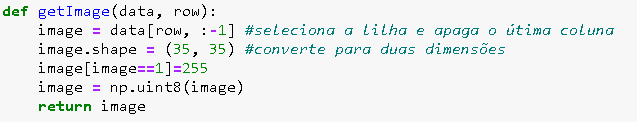 def getImage(data, row):
    image = data[row, :-1] #seleciona a lilha e apaga o útima coluna
    image.shape = (35, 35) #converte para duas dimensões
    image[image==1]=255
    image = np.uint8(image)
    return image